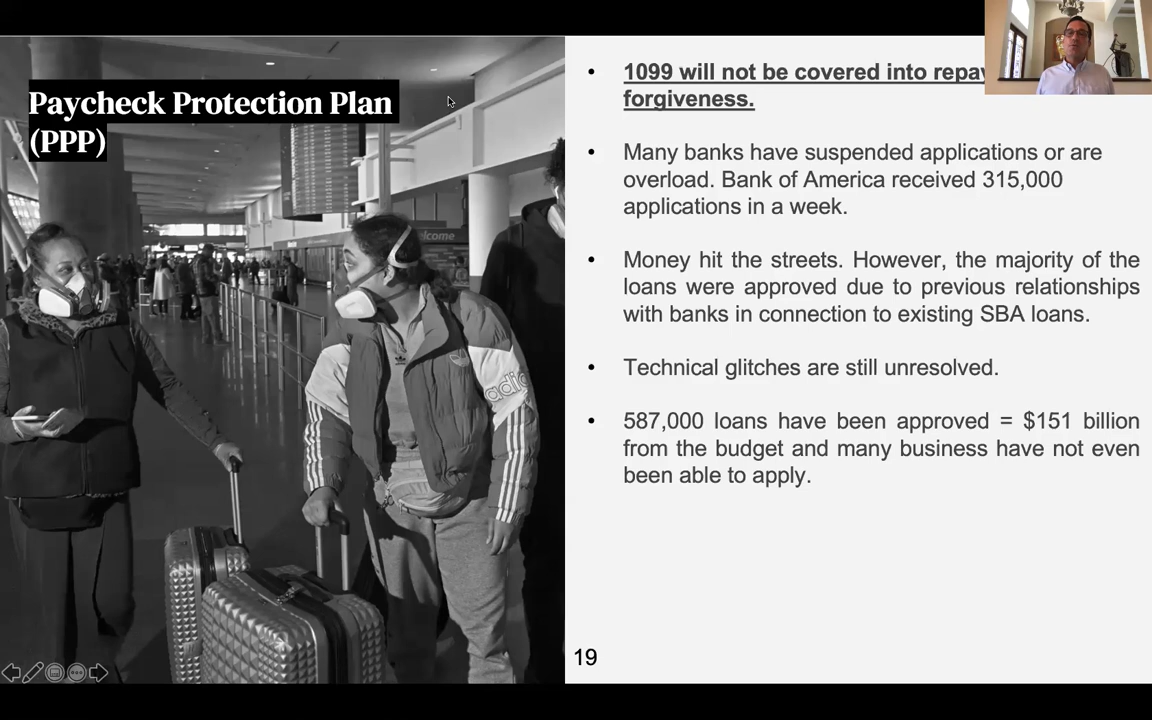 Paycheck Protection Plan
(PPP)
• 1099 will not be covered into
forgiveness.
• Many banks have suspended applications or are
overload. Bank of America received 315,000
applications in a week.
• Money hit the streets. However, the majority of the
loans were approved due to previous relationships
with banks in connection to existing SBA loans.
• Technical glitches are still unresolved.
• 587,000 loans have been approved = $151 billion
from the budget and many business have not even
been able to apply.
19
elcome
adid